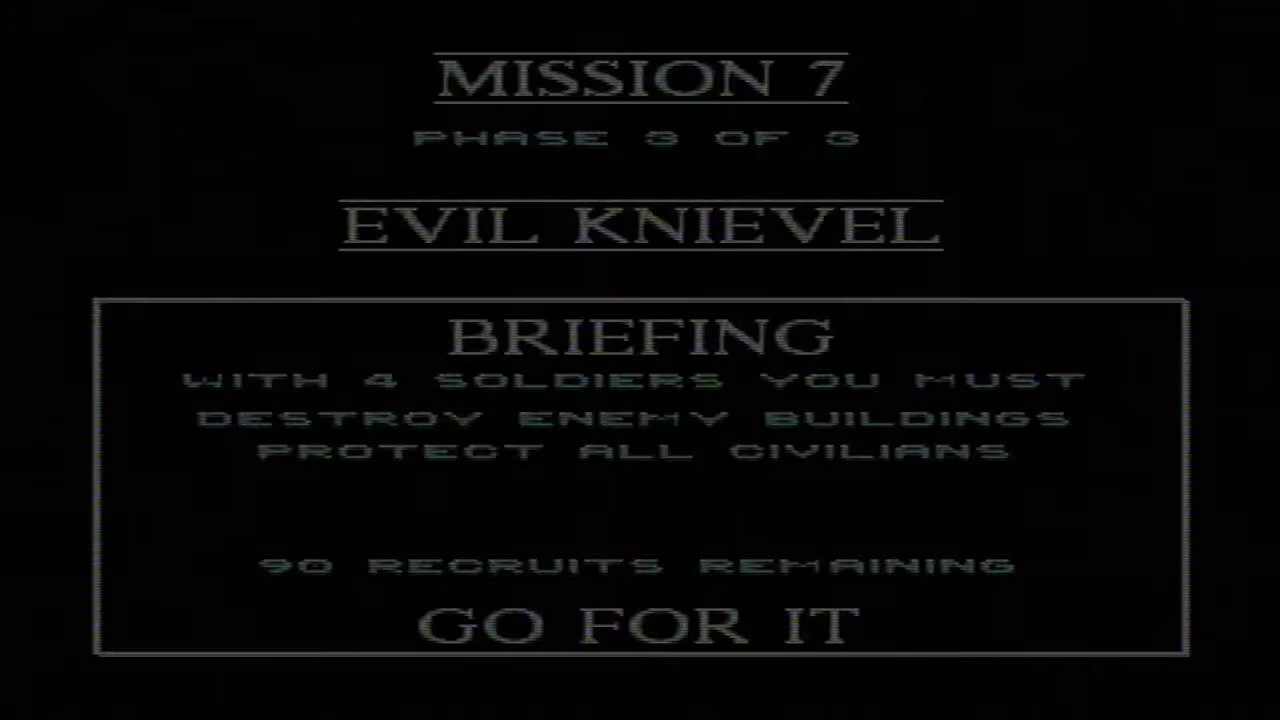 MISSION 7
PHASE 3 OF 3
EVIL KNIEVEL
BRIEFING
WITH 4 SOLDIERS YOU MUST
DESTROY ENEMY BUILDINGS
PROTECT ALL CIVILIANS
90 RECRUITS REMAINING
GO FOR IT